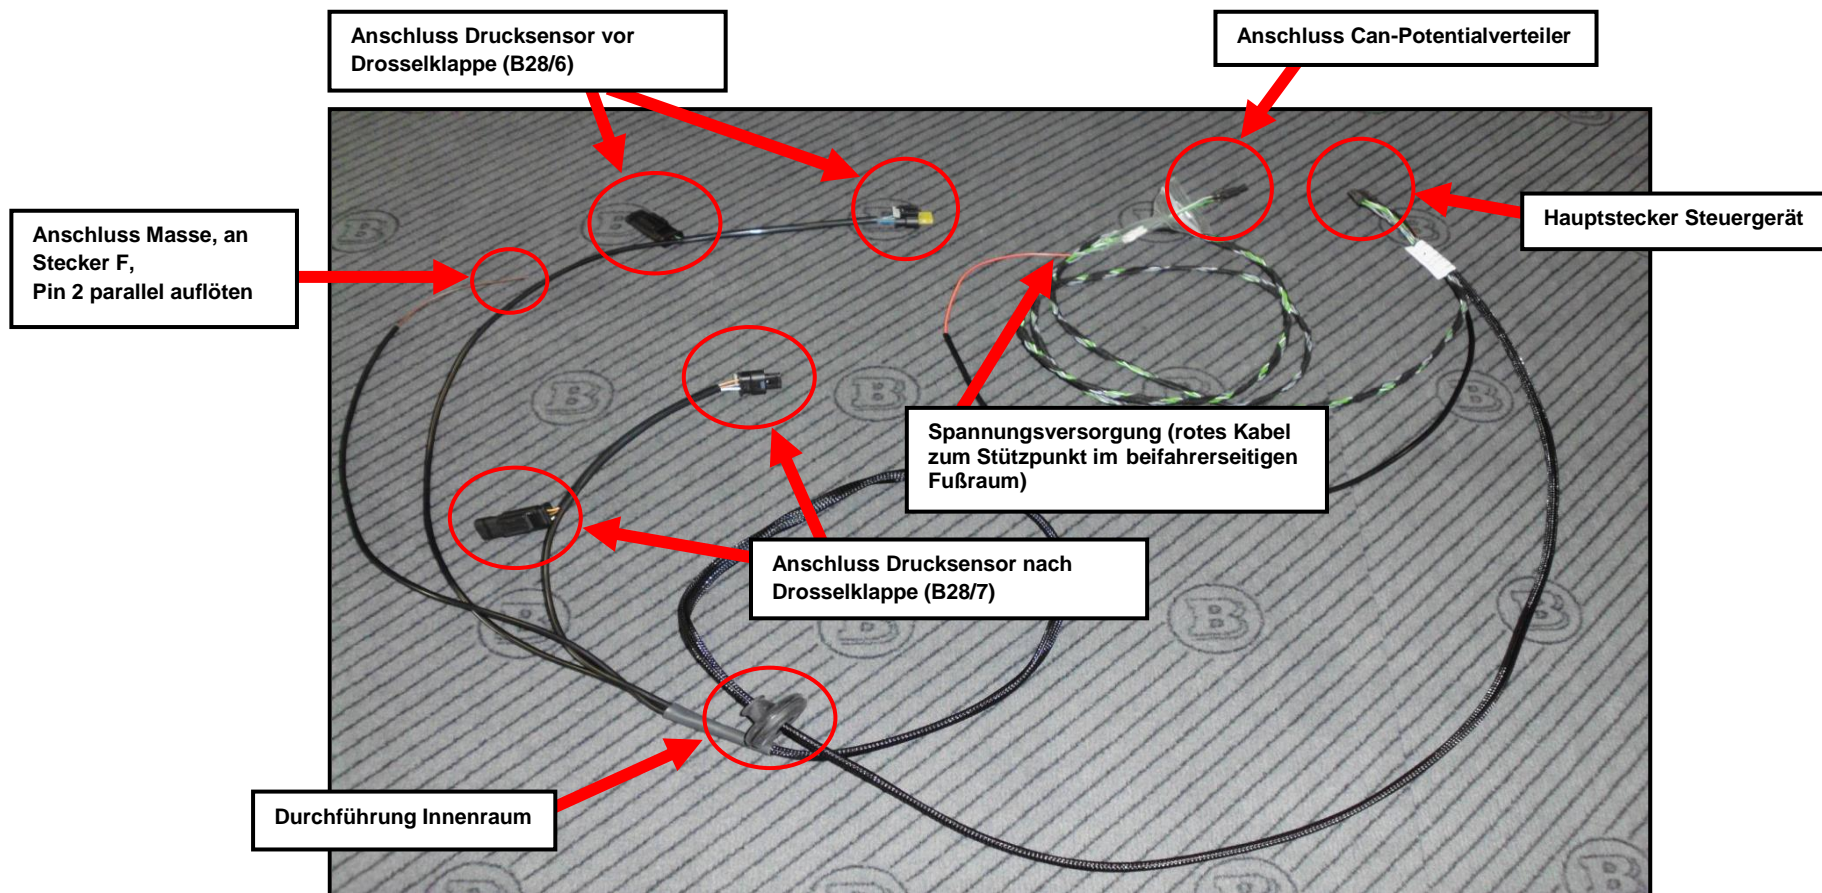 Anschluss Drucksensor vor
Drosselklappe (B28/6)
Anschluss Can-Potentialverteiler
Anschluss Masse, an
Stecker F,
Pin 2 parallel auflöten
Hauptstecker Steuergerät
Spannungsversorgung (rotes Kabel
zum Stützpunkt im beifahrerseitigen
Fußraum)
Anschluss Drucksensor nach
Drosselklappe (B28/7)
Durchführung Innenraum
B
B
B
B
B
B
B
B